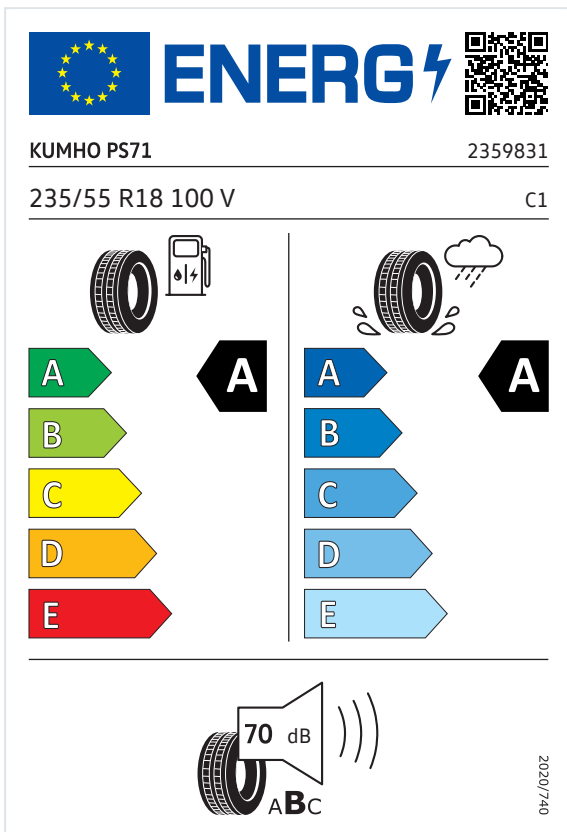 ENERG
KUMHO PS71 2359831
235/55 R18 100 V C1
A A A A
B B
C C
D D
E E
70 dB
ABC
2020/740